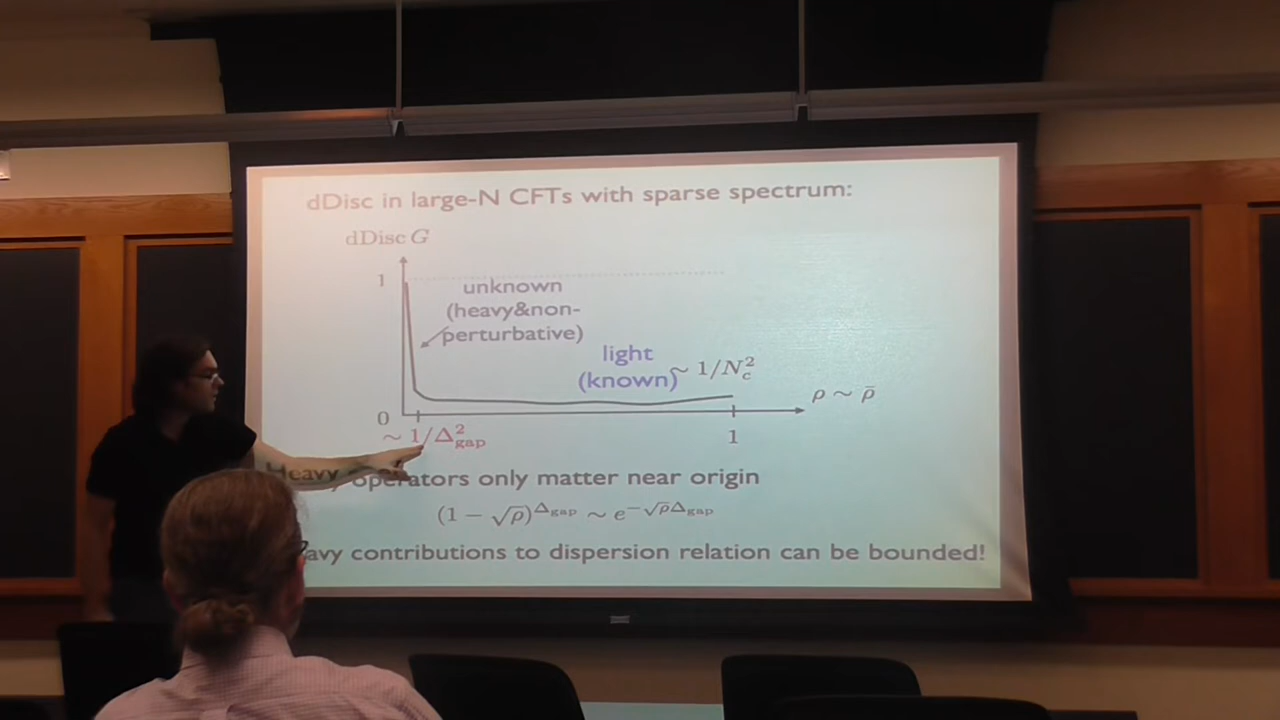 dDisc in large-N CFTs with sparse spectrum:
dDisc G
1
unknown
(heavy&non-
perturbative)
light
(known)
~ 1/N_c^2
ρ ~ ρ̄
0
~ 1/Δ_gap^2
1
Heavy operators only matter near origin
(1 − √ρ)^Δgap ~ e^−√ρΔgap
avy contributions to dispersion relation can be bounded!